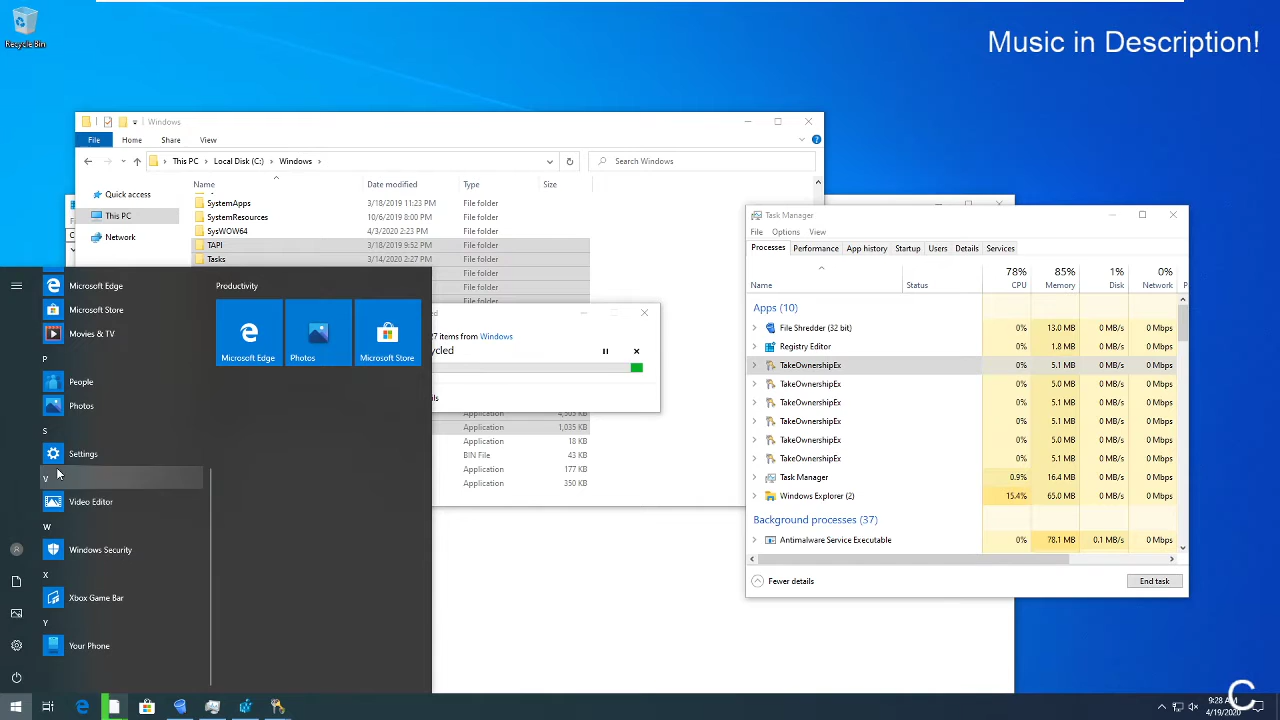 Recycle Bin
Music in Description!
Windows
File Home Share View
This PC Local Disk (C:) Windows
Search Windows
Name Date modified Type Size
Quick access
This PC
Network
SystemApps 3/18/2019 11:23 PM File folder
SystemResources 10/6/2019 8:00 PM File folder
SysWOW64 4/3/2020 2:23 PM File folder
TAPI 3/18/2019 9:52 PM File folder
Tasks 3/14/2020 2:27 PM File folder
File folder
File folder
27 items from Windows
Application
Application 1,035 KB
Application 18 KB
BIN File 43 KB
Application 177 KB
Application 350 KB
Microsoft Edge
Microsoft Store
Movies & TV
P
People
Photos
S
Settings
V
Video Editor
W
Windows Security
X
Xbox Game Bar
Y
Your Phone
Productivity
Microsoft Edge
Photos
Microsoft Store
Task Manager
File Options View
Processes Performance App history Startup Users Details Services
78% 85% 1% 0%
Name Status CPU Memory Disk Network P
Apps (10)
File Shredder (32 bit) 0% 13.0 MB 0 MB/s 0 Mbps
Registry Editor 0% 1.8 MB 0 MB/s 0 Mbps
TakeOwnershipEx 0% 5.1 MB 0 MB/s 0 Mbps
TakeOwnershipEx 0% 5.0 MB 0 MB/s 0 Mbps
TakeOwnershipEx 0% 5.1 MB 0 MB/s 0 Mbps
TakeOwnershipEx 0% 5.1 MB 0 MB/s 0 Mbps
TakeOwnershipEx 0% 5.0 MB 0 MB/s 0 Mbps
TakeOwnershipEx 0% 5.1 MB 0 MB/s 0 Mbps
Task Manager 0.9% 16.4 MB 0 MB/s 0 Mbps
Windows Explorer (2) 15.4% 65.0 MB 0 MB/s 0 Mbps
Background processes (37)
Antimalware Service Executable 0% 78.1 MB 0.1 MB/s 0 Mbps
Fewer details
End task
9:28 AM
4/19/2020
C